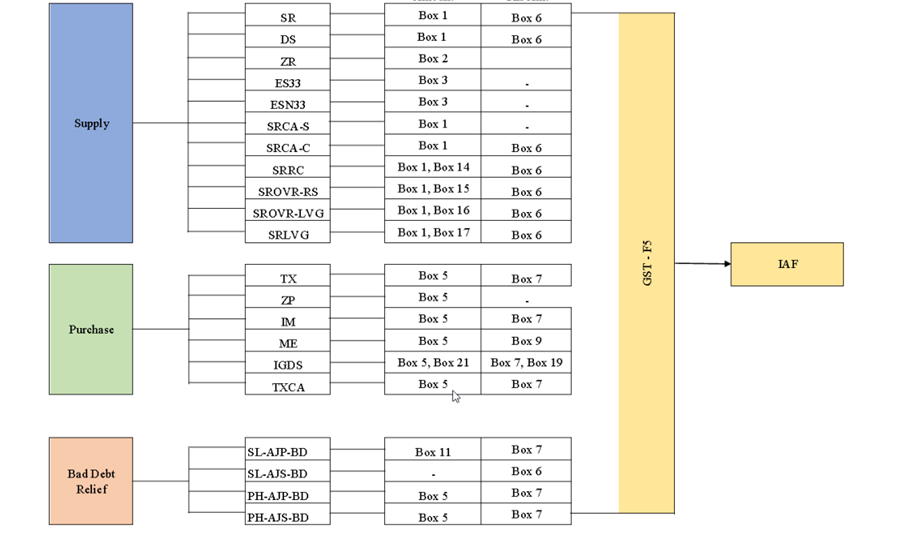 SR Box 1 Box 6
DS Box 1 Box 6
ZR Box 2
ES33 Box 3 -
ESN33 Box 3 -
Supply SRCA-S Box 1 -
SRCA-C Box 1 Box 6
SRRC Box 1, Box 14 Box 6
SROVR-RS Box 1, Box 15 Box 6
SROVR-LVG Box 1, Box 16 Box 6
SRLVG Box 1, Box 17 Box 6
GST - F5
IAF
TX Box 5 Box 7
ZP Box 5 -
IM Box 5 Box 7
Purchase ME Box 5 Box 9
IGDS Box 5, Box 21 Box 7, Box 19
TXCA Box 5 Box 7
SL-AJP-BD Box 11 Box 7
Bad Debt SL-AJS-BD - Box 6
Relief PH-AJP-BD Box 5 Box 7
PH-AJS-BD Box 5 Box 7